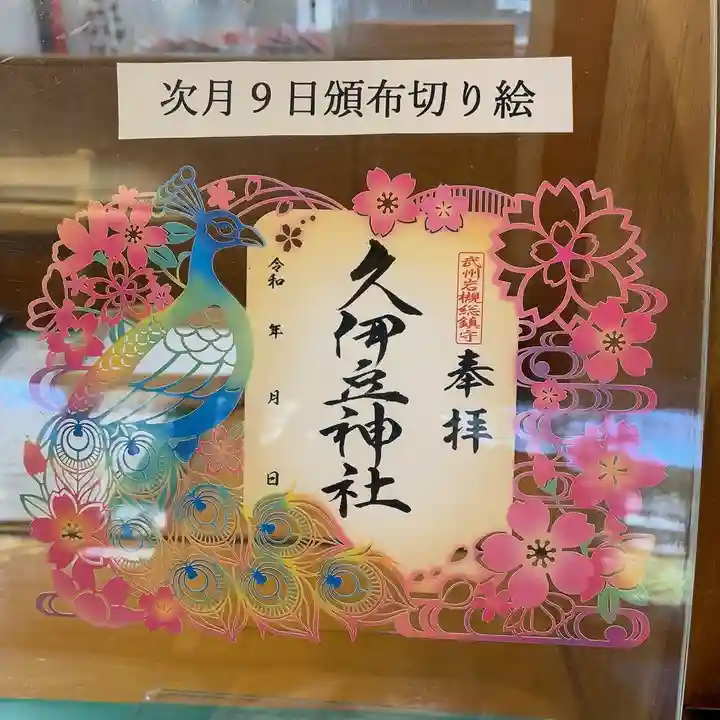 次月９日頒布切り絵
武州岩槻総鎮守
奉拝
久伊豆神社
令和 年 月 日